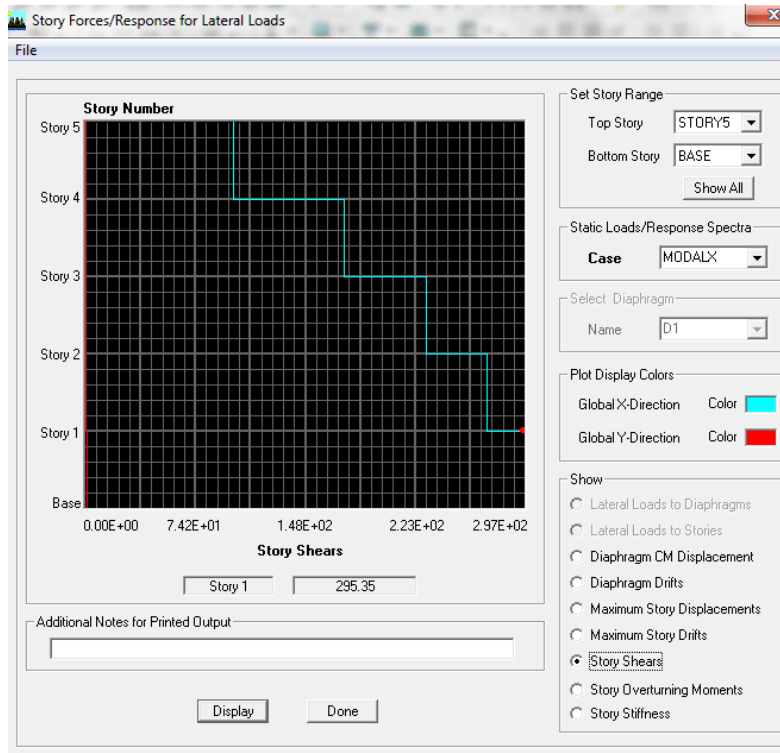 Story Forces/Response for Lateral Loads
File
Story Number
Story 5
Story 4
Story 3
Story 2
Story 1
Base
0.00E+00 7.42E+01 1.48E+02 2.23E+02 2.97E+02
Story Shears
Story 1 295.35
Additional Notes for Printed Output
Display Done
Set Story Range
Top Story STORY5
Bottom Story BASE
Show All
Static Loads/Response Spectra
Case MODALX
Select Diaphragm
Name D1
Plot Display Colors
Global X-Direction Color
Global Y-Direction Color
Show
Lateral Loads to Diaphragms
Lateral Loads to Stories
Diaphragm CM Displacement
Diaphragm Drifts
Maximum Story Displacements
Maximum Story Drifts
Story Shears
Story Overturning Moments
Story Stiffness